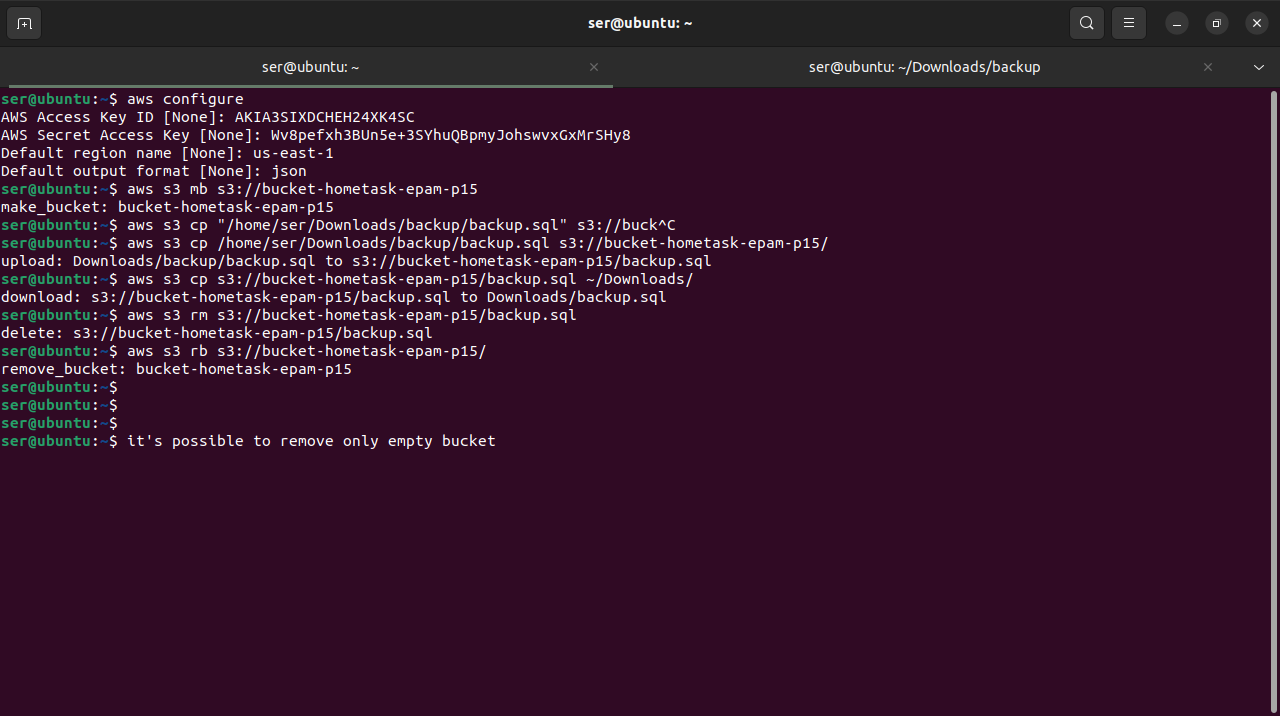 ser@ubuntu: ~
ser@ubuntu: ~
ser@ubuntu: ~/Downloads/backup
ser@ubuntu:~$ aws configure
AWS Access Key ID [None]: AKIA3SIXDCHEH24XK4SC
AWS Secret Access Key [None]: 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
Default region name [None]: us-east-1
Default output format [None]: json
ser@ubuntu:~$ aws s3 mb s3://bucket-hometask-epam-p15
make_bucket: bucket-hometask-epam-p15
ser@ubuntu:~$ aws s3 cp "/home/ser/Downloads/backup/backup.sql" s3://buck^C
ser@ubuntu:~$ aws s3 cp /home/ser/Downloads/backup/backup.sql s3://bucket-hometask-epam-p15/
upload: Downloads/backup/backup.sql to s3://bucket-hometask-epam-p15/backup.sql
ser@ubuntu:~$ aws s3 cp s3://bucket-hometask-epam-p15/backup.sql ~/Downloads/
download: s3://bucket-hometask-epam-p15/backup.sql to Downloads/backup.sql
ser@ubuntu:~$ aws s3 rm s3://bucket-hometask-epam-p15/backup.sql
delete: s3://bucket-hometask-epam-p15/backup.sql
ser@ubuntu:~$ aws s3 rb s3://bucket-hometask-epam-p15/
remove_bucket: bucket-hometask-epam-p15
ser@ubuntu:~$
ser@ubuntu:~$
ser@ubuntu:~$
ser@ubuntu:~$ it's possible to remove only empty bucket